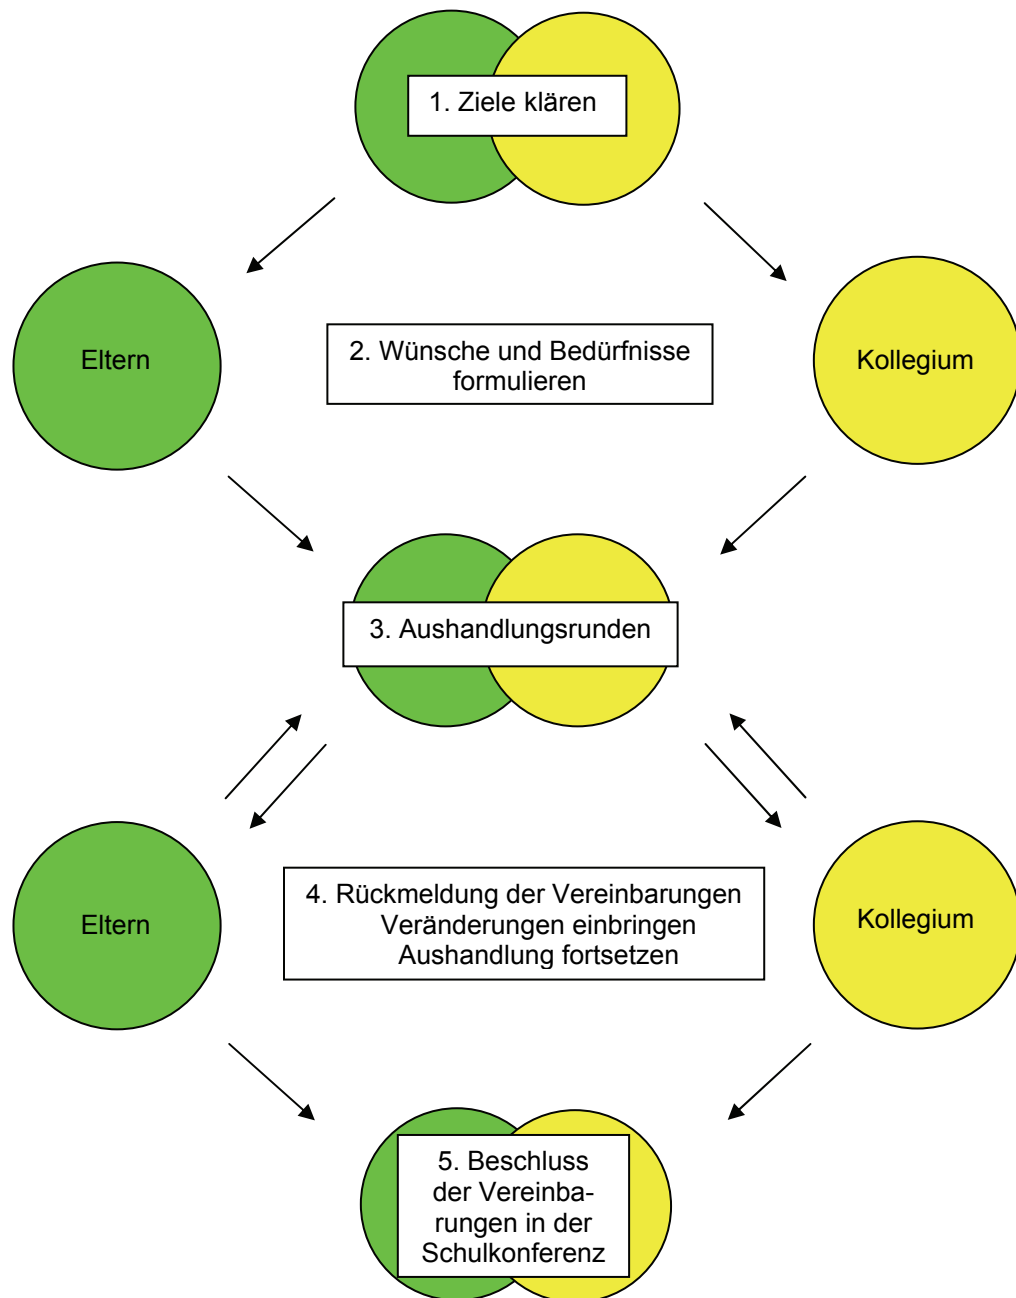 1. Ziele klären
Eltern
2. Wünsche und Bedürfnisse
formulieren
Kollegium
3. Aushandlungsrunden
Eltern
4. Rückmeldung der Vereinbarungen
Veränderungen einbringen
Aushandlung fortsetzen
Kollegium
5. Beschluss
der Vereinba-
rungen in der
Schulkonferenz